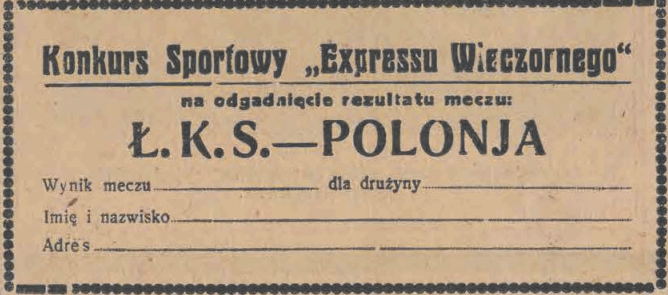 Konkurs Sportowy „Expressu Wieczornego“
na odgadnięcie rezultatu meczu:
Ł. K. S.—POLONJA
Wynik meczu dla drużyny
Imię i nazwisko
Adres